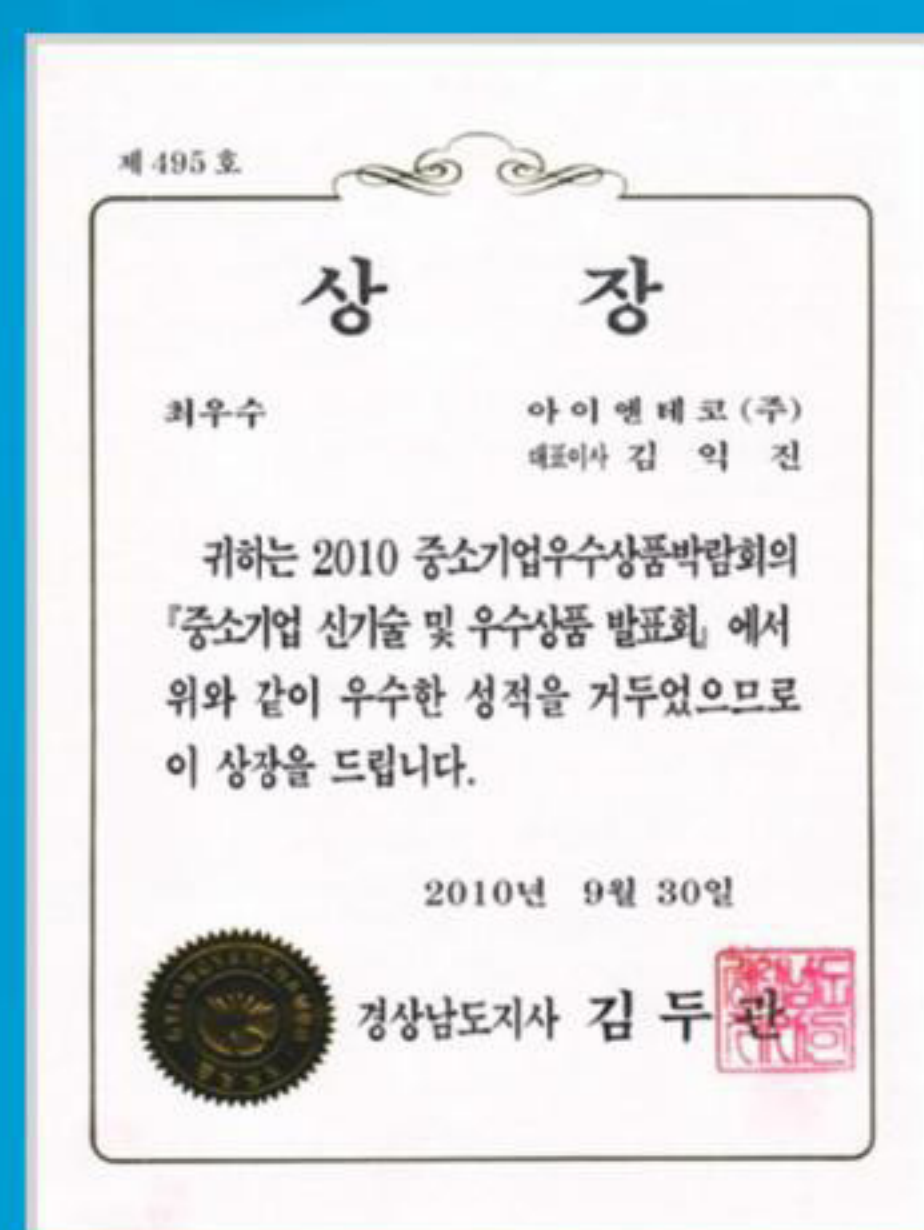 제 495 호
상 장
최우수
아이엔테코(주)
대표이사 김 익 진
귀하는 2010 중소기업우수상품박람회의
『중소기업 신기술 및 우수상품 발표회』에서
위와 같이 우수한 성적을 거두었으므로
이 상장을 드립니다.
2010년 9월 30일
경상남도지사 김 두 관